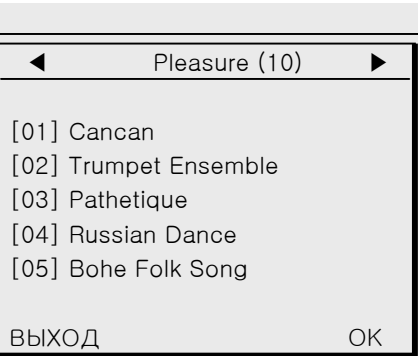 ◀ Pleasure (10) ▶
[01] Cancan
[02] Trumpet Ensemble
[03] Pathetique
[04] Russian Dance
[05] Bohe Folk Song
ВЫХОД OK